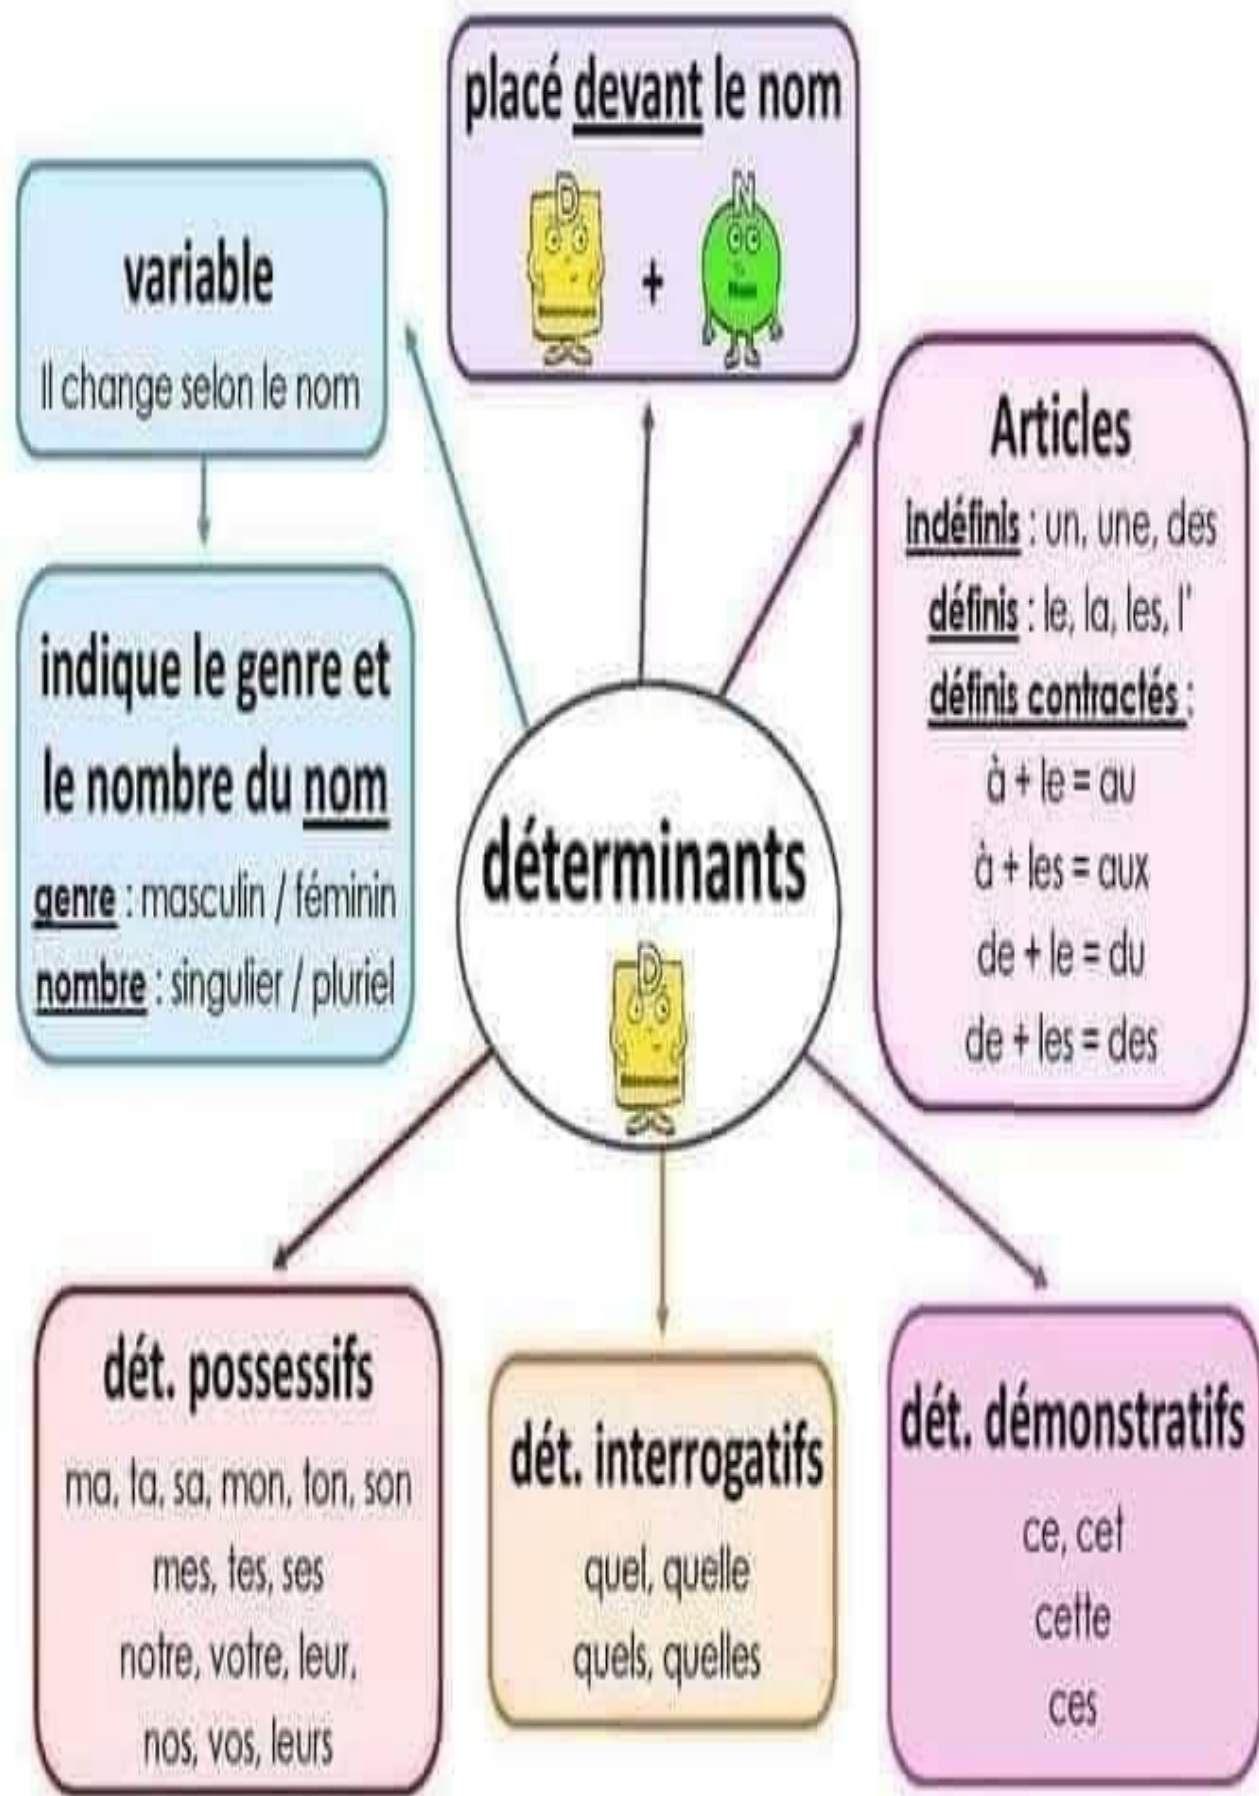 placé devant le nom
D
N
+
variable
Il change selon le nom
indique le genre et
le nombre du nom
genre : masculin / féminin
nombre : singulier / pluriel
Articles
indéfinis : un, une, des
définis : le, la, les, l'
définis contractés :
à + le = au
à + les = aux
de + le = du
de + les = des
déterminants
D
dét. possessifs
ma, ta, sa, mon, ton, son
mes, tes, ses
notre, votre, leur,
nos, vos, leurs
dét. interrogatifs
quel, quelle
quels, quelles
dét. démonstratifs
ce, cet
cette
ces